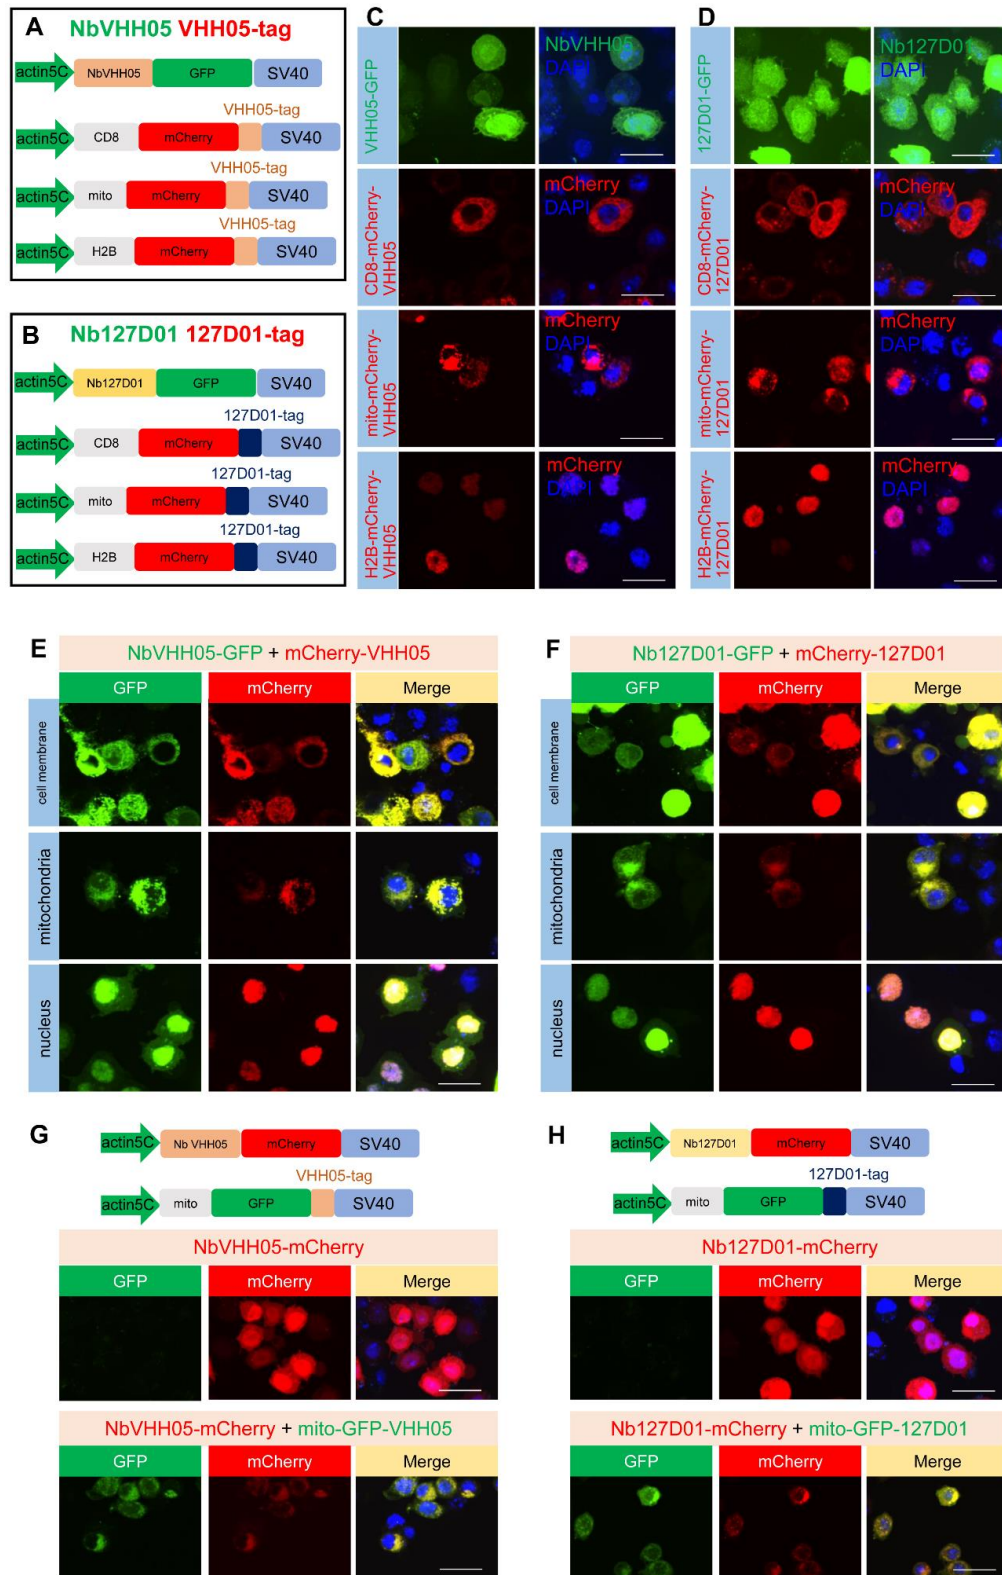 A
NbVHH05 VHH05-tag
actin5C NbVHH05 GFP SV40
VHH05-tag
actin5C CD8 mCherry SV40
VHH05-tag
actin5C mito mCherry SV40
VHH05-tag
actin5C H2B mCherry SV40
B
Nb127D01 127D01-tag
actin5C Nb127D01 GFP SV40
127D01-tag
actin5C CD8 mCherry SV40
127D01-tag
actin5C mito mCherry SV40
127D01-tag
actin5C H2B mCherry SV40
C
VHH05-GFP
NbVHH05
DAPI
CD8-mCherry-
VHH05
mCherry
DAPI
mito-mCherry-
VHH05
mCherry
DAPI
H2B-mCherry-
VHH05
mCherry
DAPI
D
127D01-GFP
Nb127D01
DAPI
CD8-mCherry-
127D01
mCherry
DAPI
mito-mCherry-
127D01
mCherry
DAPI
H2B-mCherry-
127D01
mCherry
DAPI
E
NbVHH05-GFP + mCherry-VHH05
GFP mCherry Merge
cell membrane
mitochondria
nucleus
F
Nb127D01-GFP + mCherry-127D01
GFP mCherry Merge
cell membrane
mitochondria
nucleus
G
actin5C Nb VHH05 mCherry SV40
VHH05-tag
actin5C mito GFP SV40
NbVHH05-mCherry
GFP mCherry Merge
NbVHH05-mCherry + mito-GFP-VHH05
GFP mCherry Merge
H
actin5C Nb127D01 mCherry SV40
127D01-tag
actin5C mito GFP SV40
Nb127D01-mCherry
GFP mCherry Merge
Nb127D01-mCherry + mito-GFP-127D01
GFP mCherry Merge